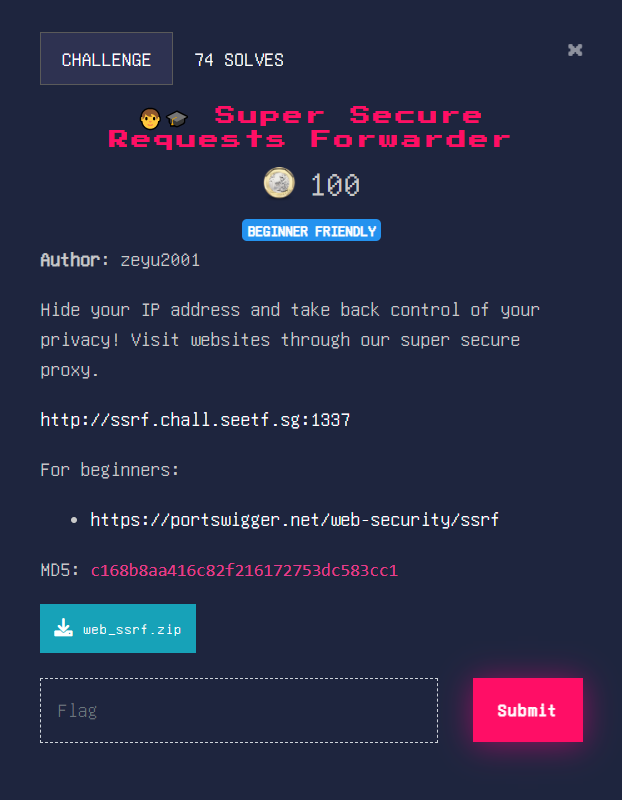 CHALLENGE 74 SOLVES ×
Super Secure
Requests Forwarder
100
BEGINNER FRIENDLY
Author: zeyu2001
Hide your IP address and take back control of your
privacy! Visit websites through our super secure
proxy.
http://ssrf.chall.seetf.sg:1337
For beginners:
• https://portswigger.net/web-security/ssrf
MD5: c168b8aa416c82f216172753dc583cc1
web_ssrf.zip
Flag Submit